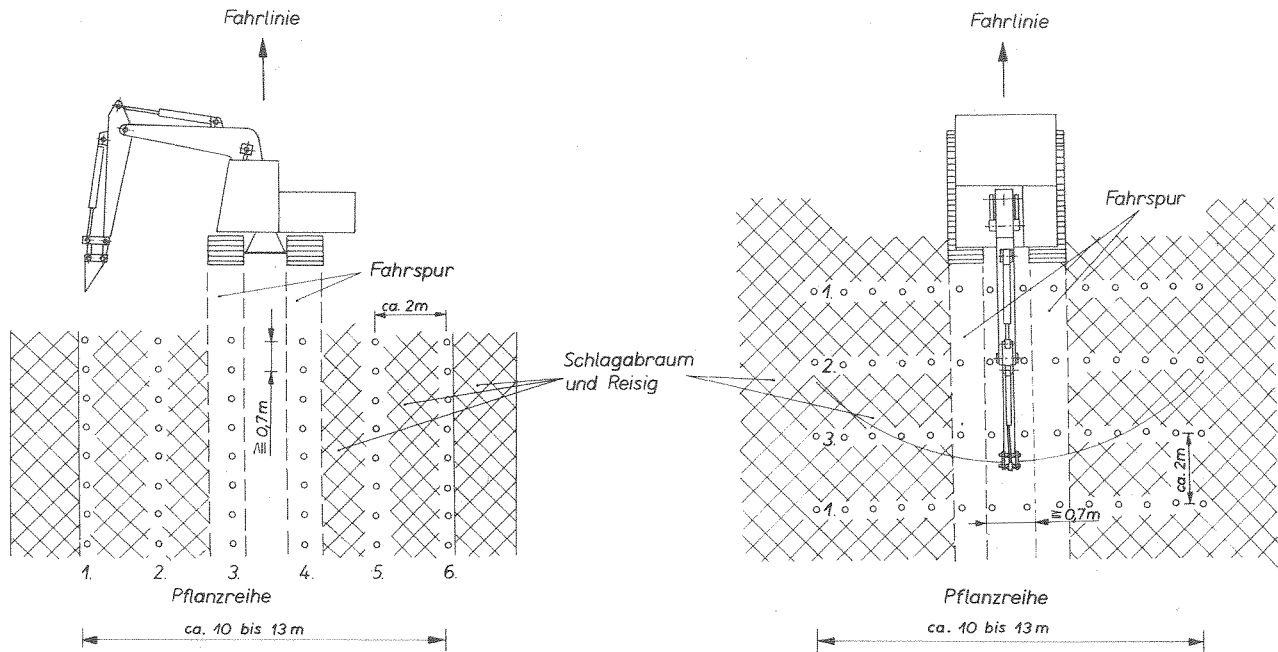 Fahrlinie
Fahrspur
ca. 2m
≧ 0,7m
Schlagabraum
und Reisig
1. 2. 3. 4. 5. 6.
Pflanzreihe
ca. 10 bis 13 m
Fahrlinie
Fahrspur
1.
2.
3.
1.
ca. 2m
≧ 0,7m
Pflanzreihe
ca. 10 bis 13 m